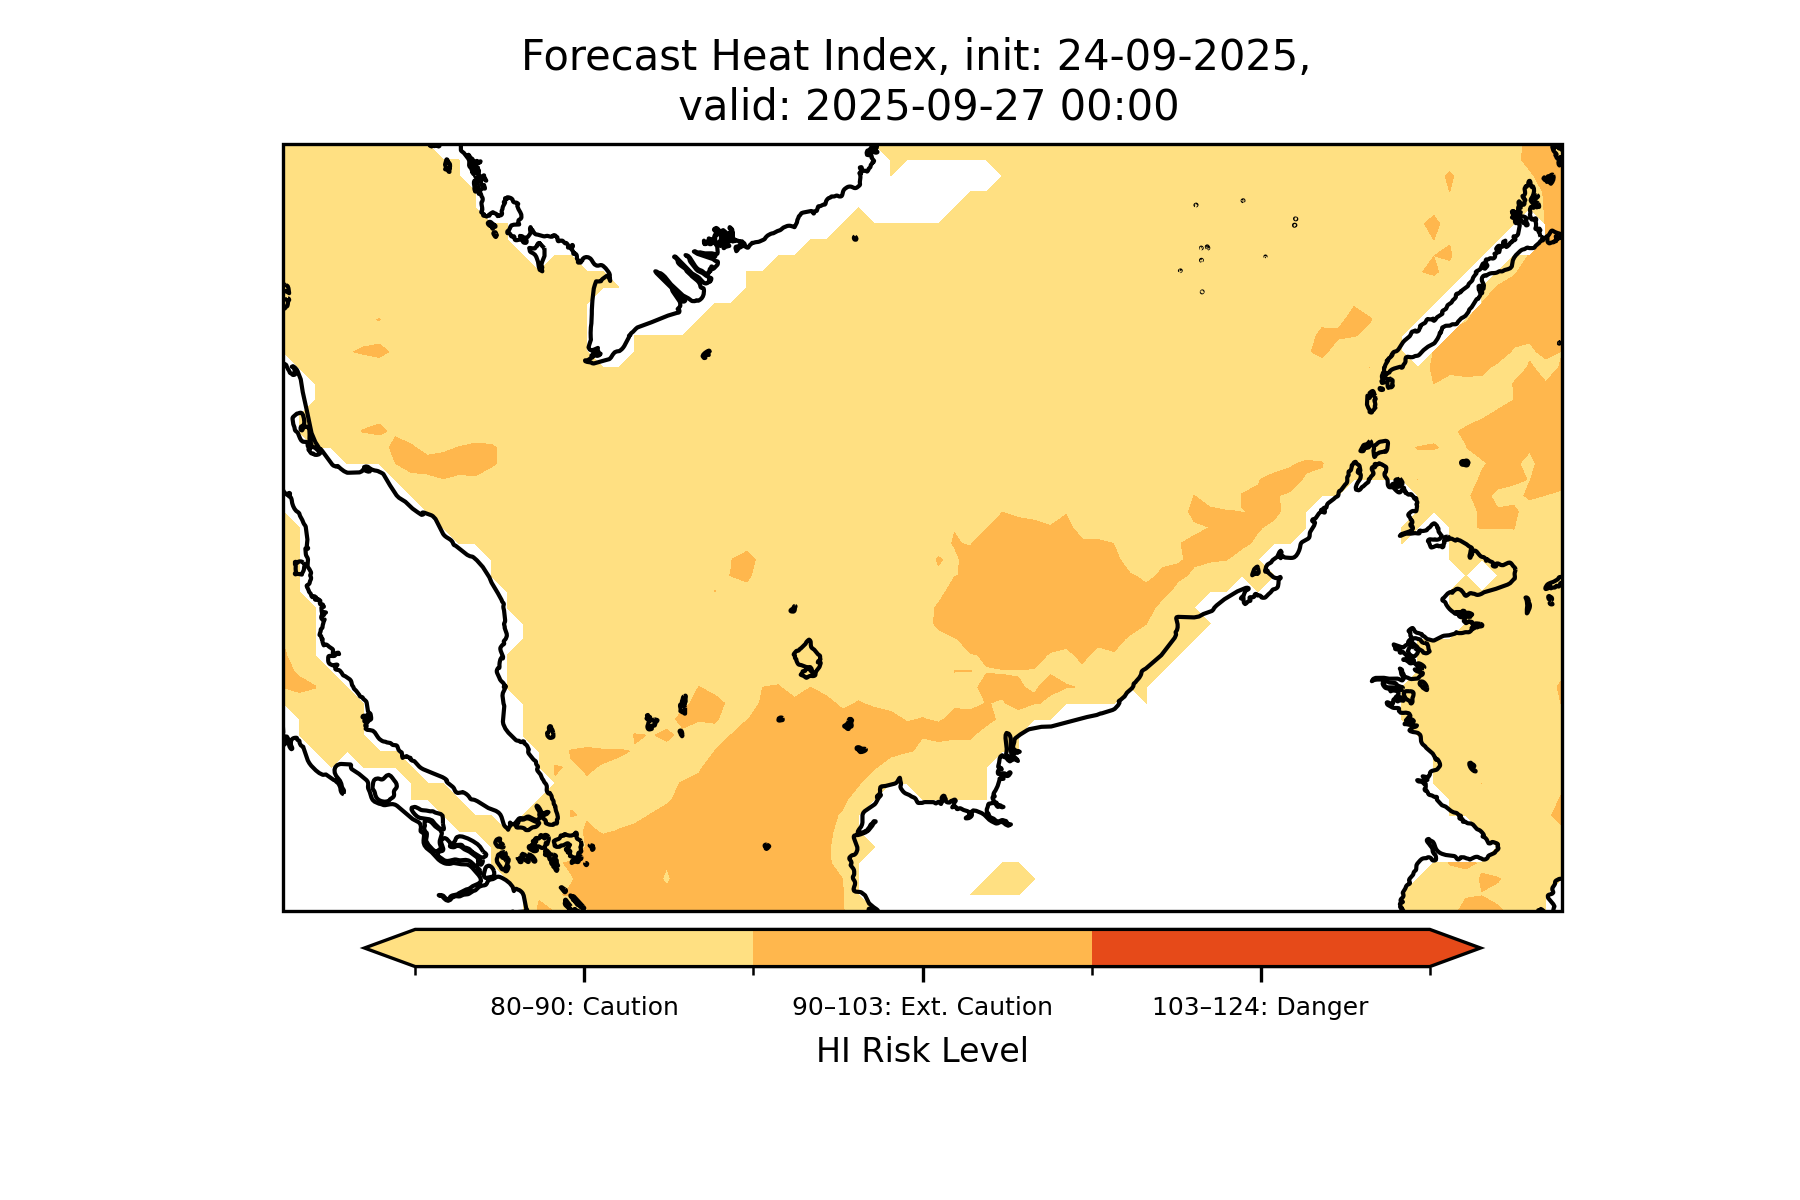 Forecast Heat Index, init: 24-09-2025,
valid: 2025-09-27 00:00
80–90: Caution
90–103: Ext. Caution
103–124: Danger
HI Risk Level